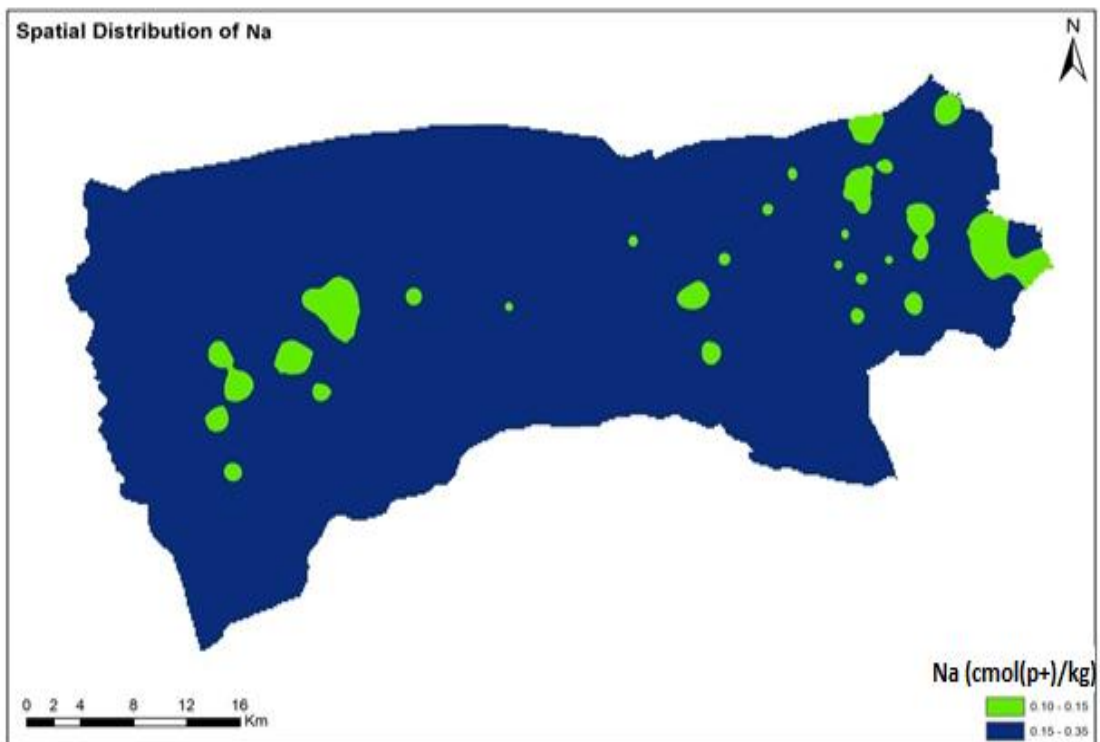 Spatial Distribution of Na
N
Na (cmol(p+)/kg)
0.10 - 0.15
0.15 - 0.35
0 2 4 8 12 16
Km